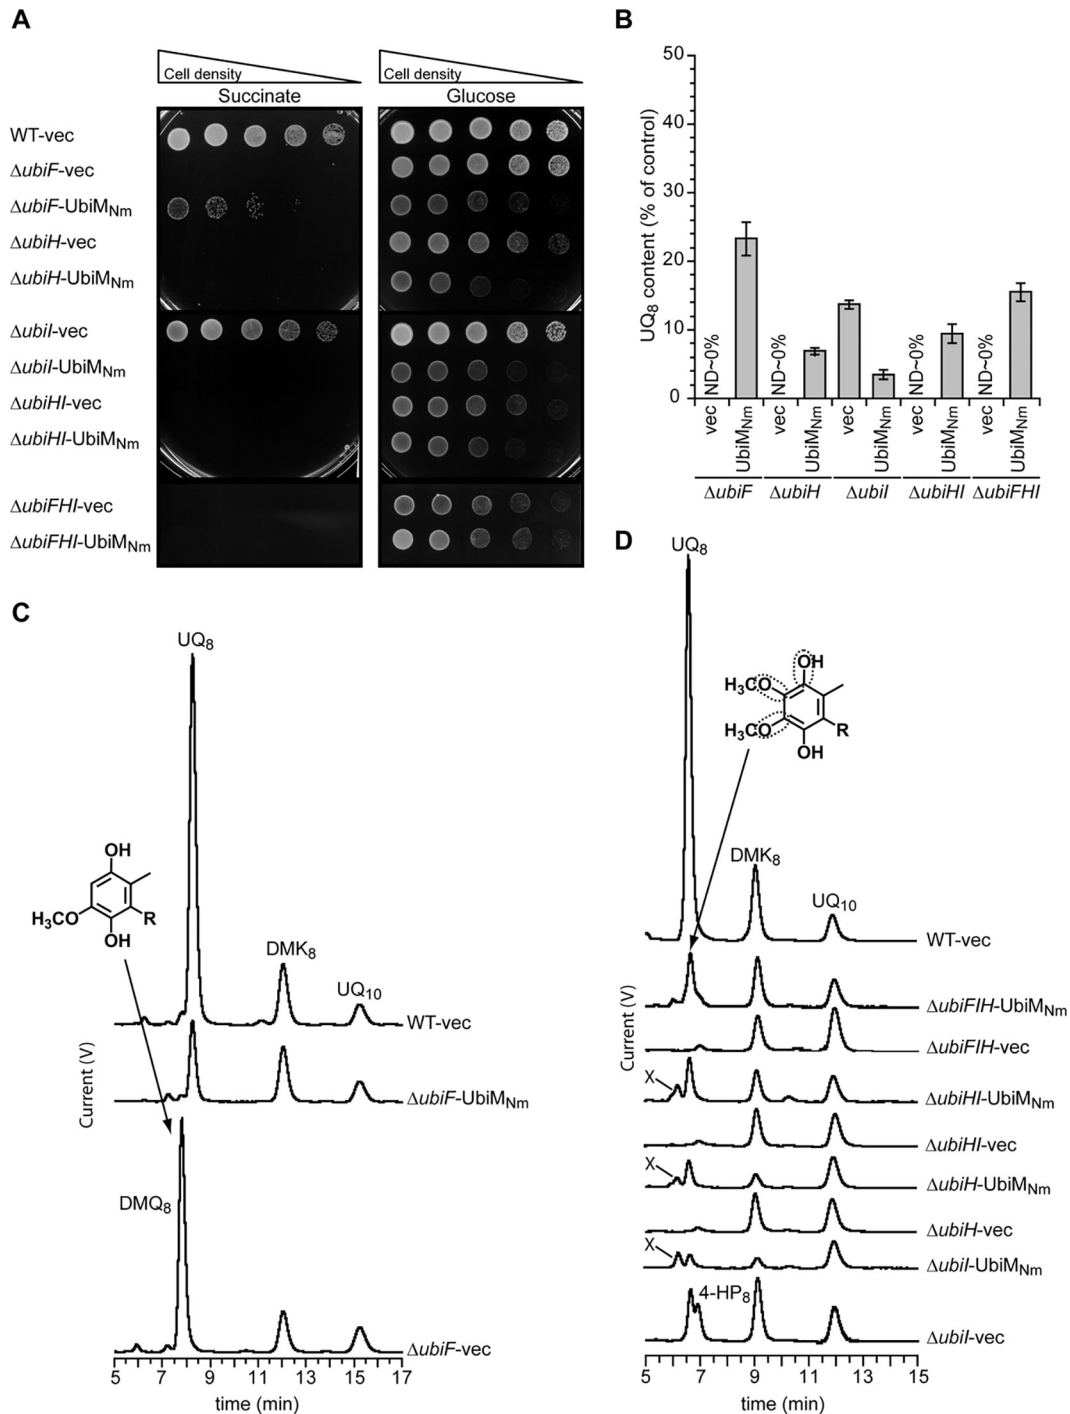 A
Cell density
Cell density
Succinate
Glucose
WT-vec
ΔubiF-vec
ΔubiF-UbiMNm
ΔubiH-vec
ΔubiH-UbiMNm
ΔubiI-vec
ΔubiI-UbiMNm
ΔubiHI-vec
ΔubiHI-UbiMNm
ΔubiFHI-vec
ΔubiFHI-UbiMNm
B
UQ8 content (% of control)
50
40
30
20
10
0
ND~0%
ND~0%
ND~0%
ND~0%
vec
UbiMNm
vec
UbiMNm
vec
UbiMNm
vec
UbiMNm
vec
UbiMNm
ΔubiF
ΔubiH
ΔubiI
ΔubiHI
ΔubiFHI
C
UQ8
OH
H3CO
R
OH
DMK8
UQ10
WT-vec
Current (V)
ΔubiF-UbiMNm
DMQ8
ΔubiF-vec
5 7 9 11 13 15 17
time (min)
D
UQ8
OH
H3CO
H3CO
R
OH
DMK8
UQ10
WT-vec
Current (V)
ΔubiFIH-UbiMNm
ΔubiFIH-vec
X
ΔubiHI-UbiMNm
ΔubiHI-vec
X
ΔubiH-UbiMNm
ΔubiH-vec
X
ΔubiI-UbiMNm
4-HP8
ΔubiI-vec
5 7 9 11 13 15
time (min)